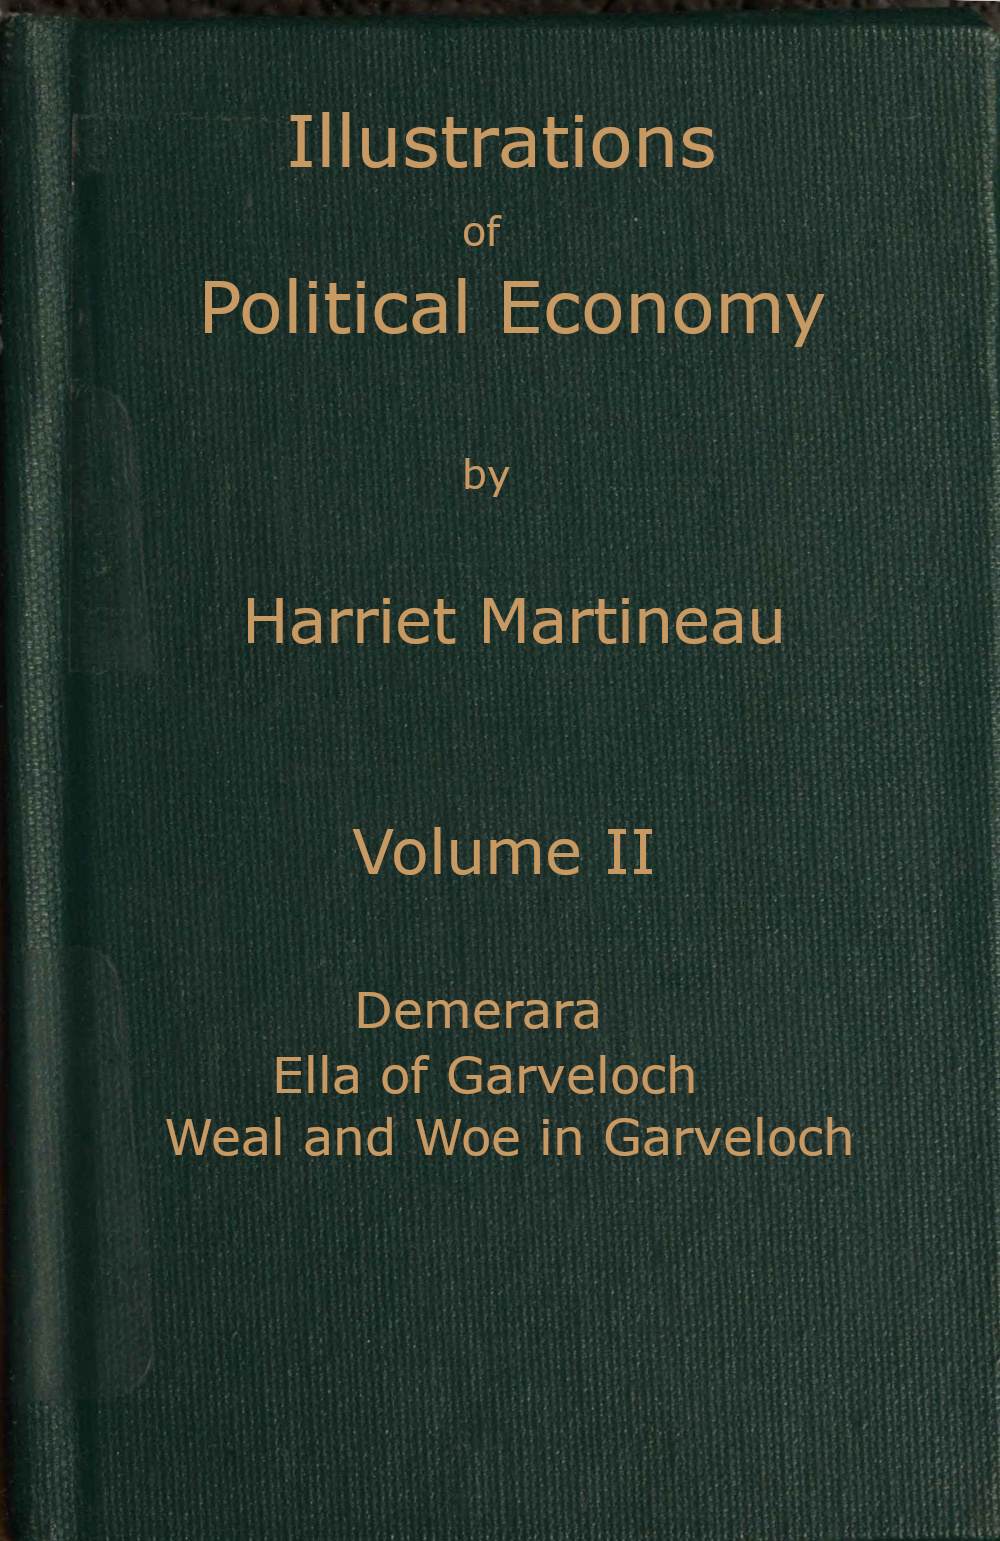 Illustrations
of
Political Economy
by
Harriet Martineau
Volume II
Demerara
Ella of Garveloch
Weal and Woe in Garveloch